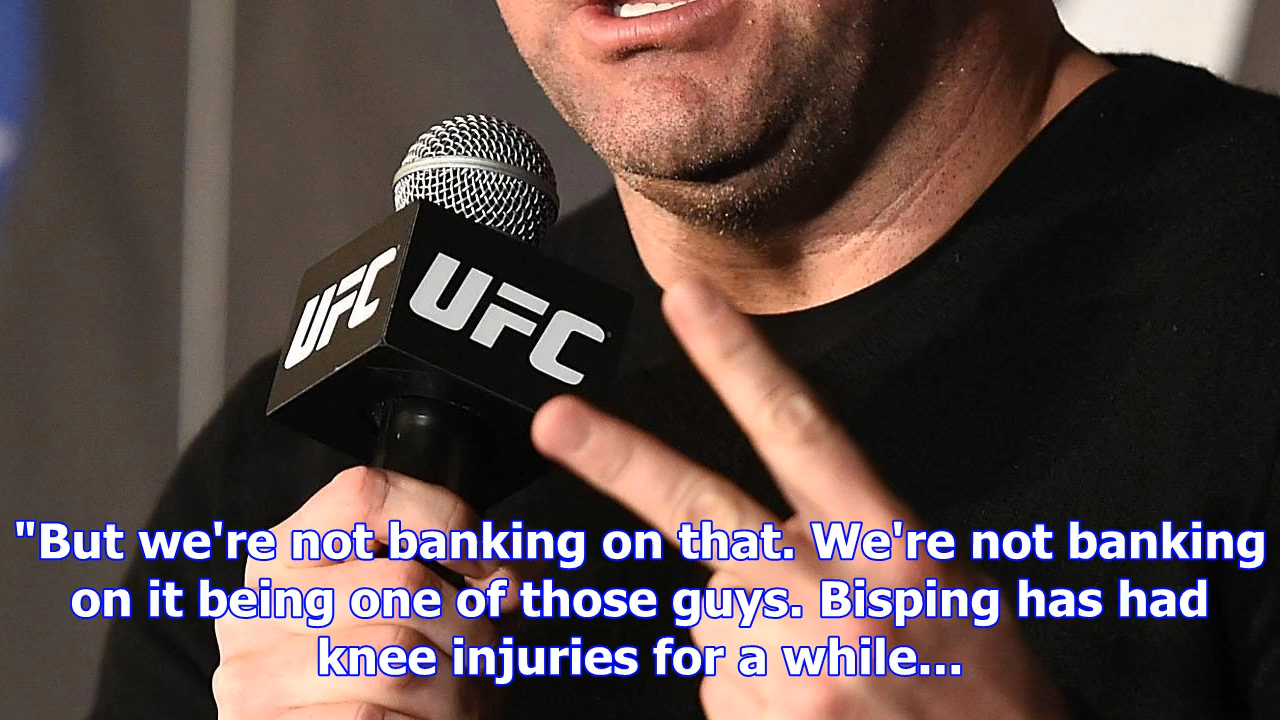 UFC
UFC
"But we're not banking on that. We're not banking
on it being one of those guys. Bisping has had
knee injuries for a while...